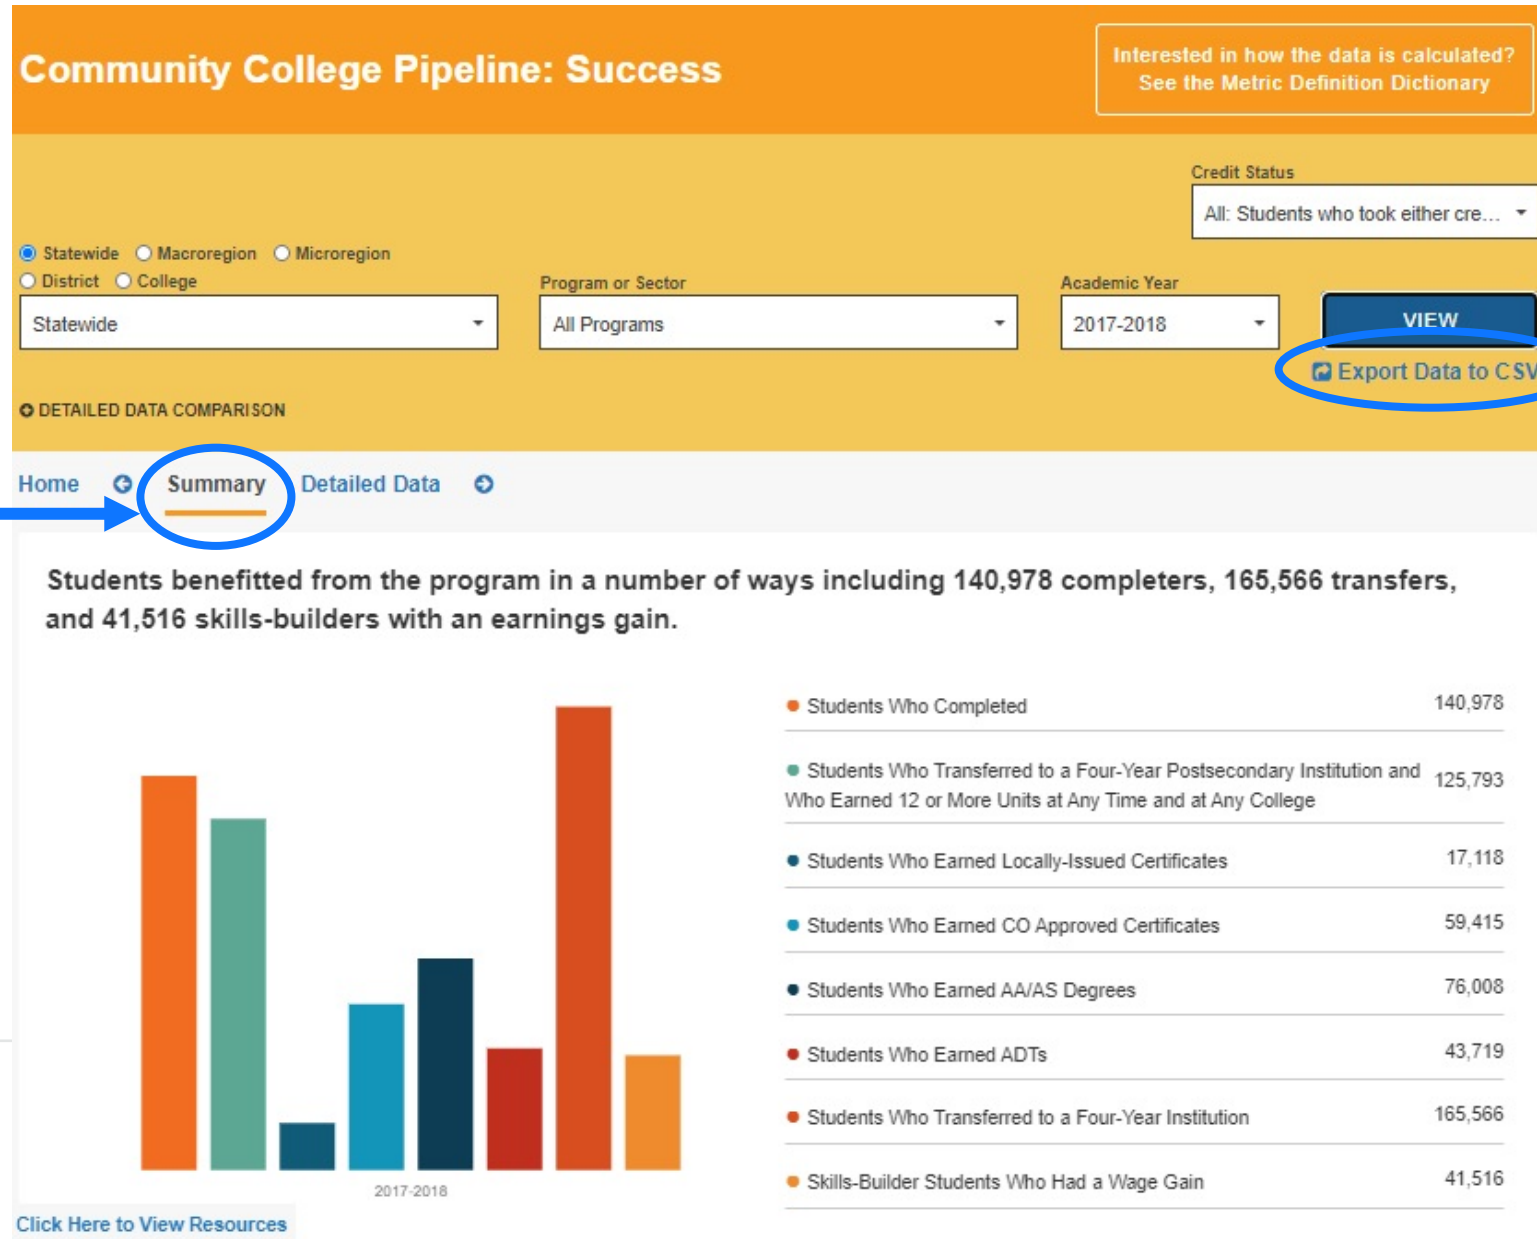 Community College Pipeline: Success
Interested in how the data is calculated?
See the Metric Definition Dictionary
Credit Status
All: Students who took either cre...
Statewide Macroregion Microregion
District College
Program or Sector
Academic Year
Statewide
All Programs
2017-2018
VIEW
Export Data to CSV
DETAILED DATA COMPARISON
Home Summary Detailed Data
Students benefitted from the program in a number of ways including 140,978 completers, 165,566 transfers,
and 41,516 skills-builders with an earnings gain.
Students Who Completed 140,978
Students Who Transferred to a Four-Year Postsecondary Institution and
Who Earned 12 or More Units at Any Time and at Any College 125,793
Students Who Earned Locally-Issued Certificates 17,118
Students Who Earned CO Approved Certificates 59,415
Students Who Earned AA/AS Degrees 76,008
Students Who Earned ADTs 43,719
Students Who Transferred to a Four-Year Institution 165,566
Skills-Builder Students Who Had a Wage Gain 41,516
2017-2018
Click Here to View Resources